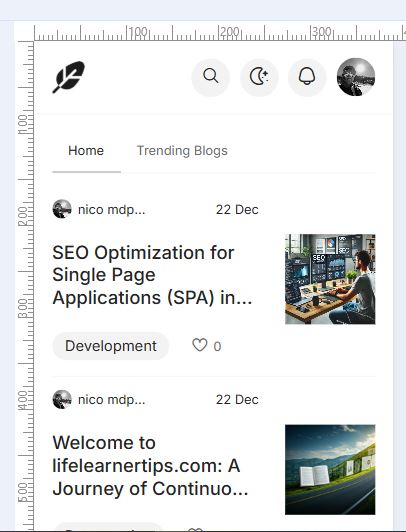 100
200
300
100
Home
Trending Blogs
nico mdp...
22 Dec
200
SEO Optimization for
Single Page
Applications (SPA) in...
SEO
300
Development
0
nico mdp...
22 Dec
400
Welcome to
lifelearnertips.com: A
Journey of Continuo...
500